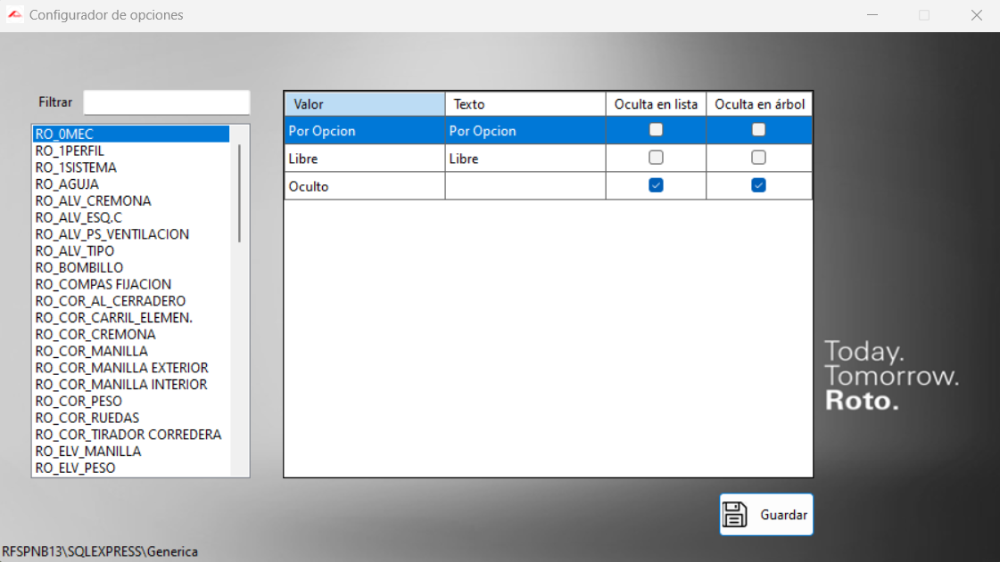 Configurador de opciones
Filtrar
RO_0MEC
RO_1PERFIL
RO_1SISTEMA
RO_AGUJA
RO_ALV_CREMONA
RO_ALV_ESQ.C
RO_ALV_PS_VENTILACION
RO_ALV_TIPO
RO_BOMBILLO
RO_COMPAS FIJACION
RO_COR_AL_CERRADERO
RO_COR_CARRIL_ELEMEN.
RO_COR_CREMONA
RO_COR_MANILLA
RO_COR_MANILLA EXTERIOR
RO_COR_MANILLA INTERIOR
RO_COR_PESO
RO_COR_RUEDAS
RO_COR_TIRADOR CORREDERA
RO_ELV_MANILLA
RO_ELV_PESO
Valor Texto Oculta en lista Oculta en árbol
Por Opcion Por Opcion
Libre Libre
Oculto
Today.
Tomorrow.
Roto.
Guardar
RFSPNB13\SQLEXPRESS\Generica